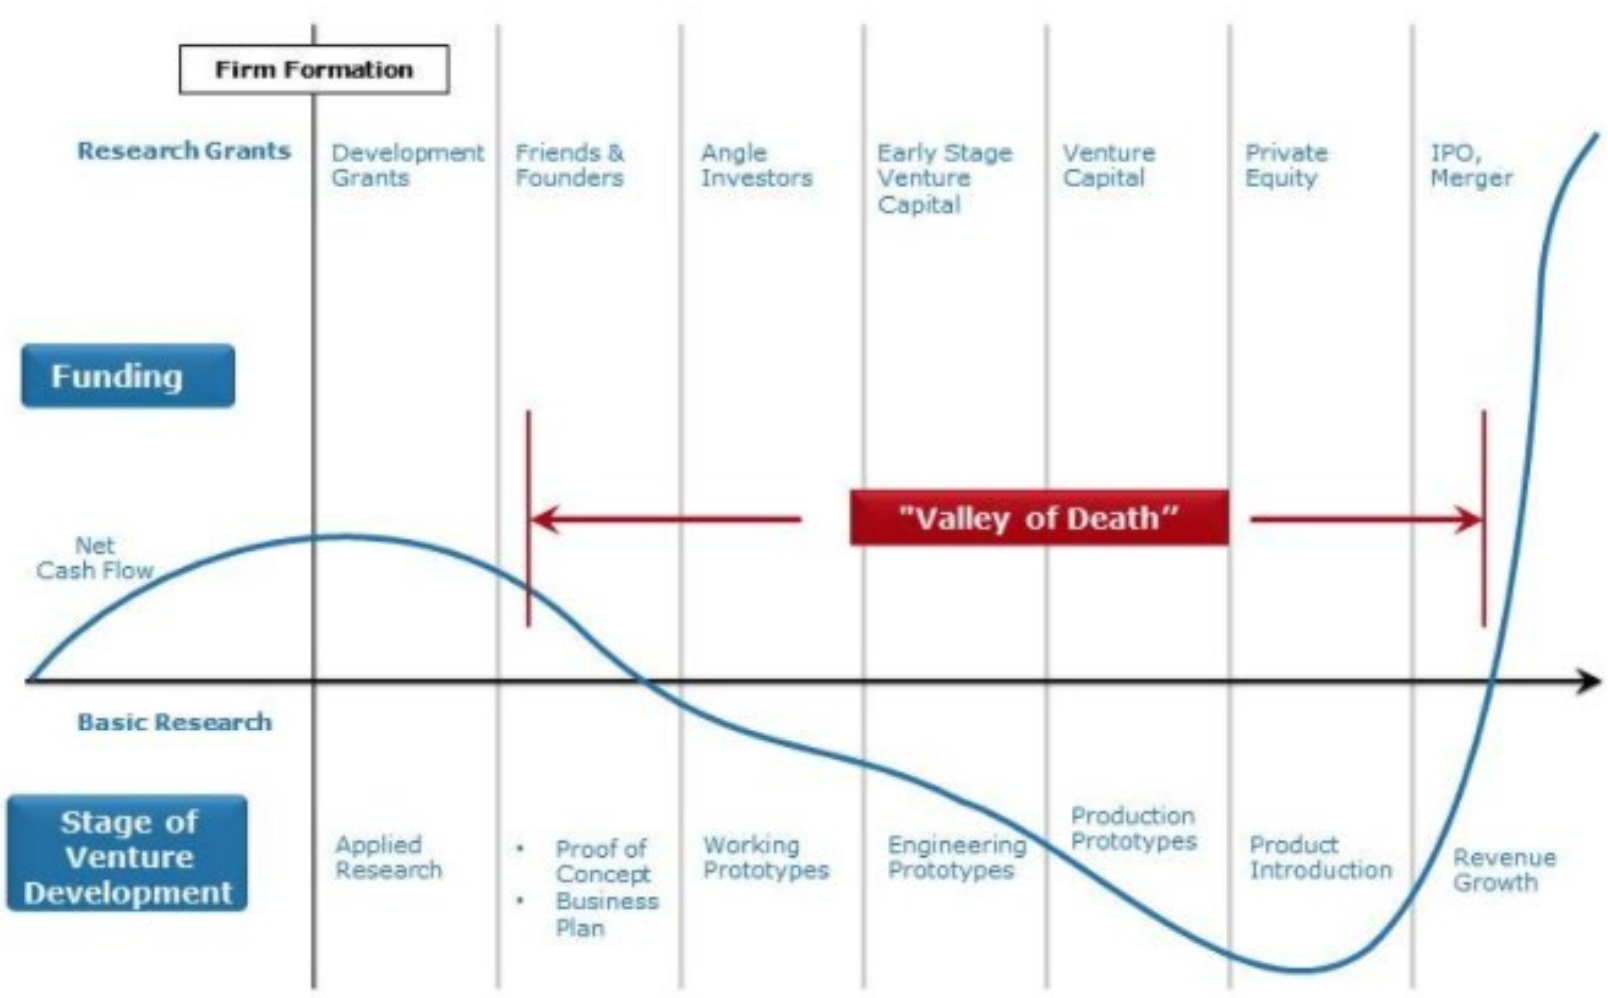 Firm Formation
Research Grants
Development
Grants
Friends &
Founders
Angle
Investors
Early Stage
Venture
Capital
Venture
Capital
Private
Equity
IPO,
Merger
Funding
"Valley of Death”
Net
Cash Flow
Basic Research
Stage of
Venture
Development
Applied
Research
• Proof of
Concept
• Business
Plan
Working
Prototypes
Engineering
Prototypes
Production
Prototypes
Product
Introduction
Revenue
Growth